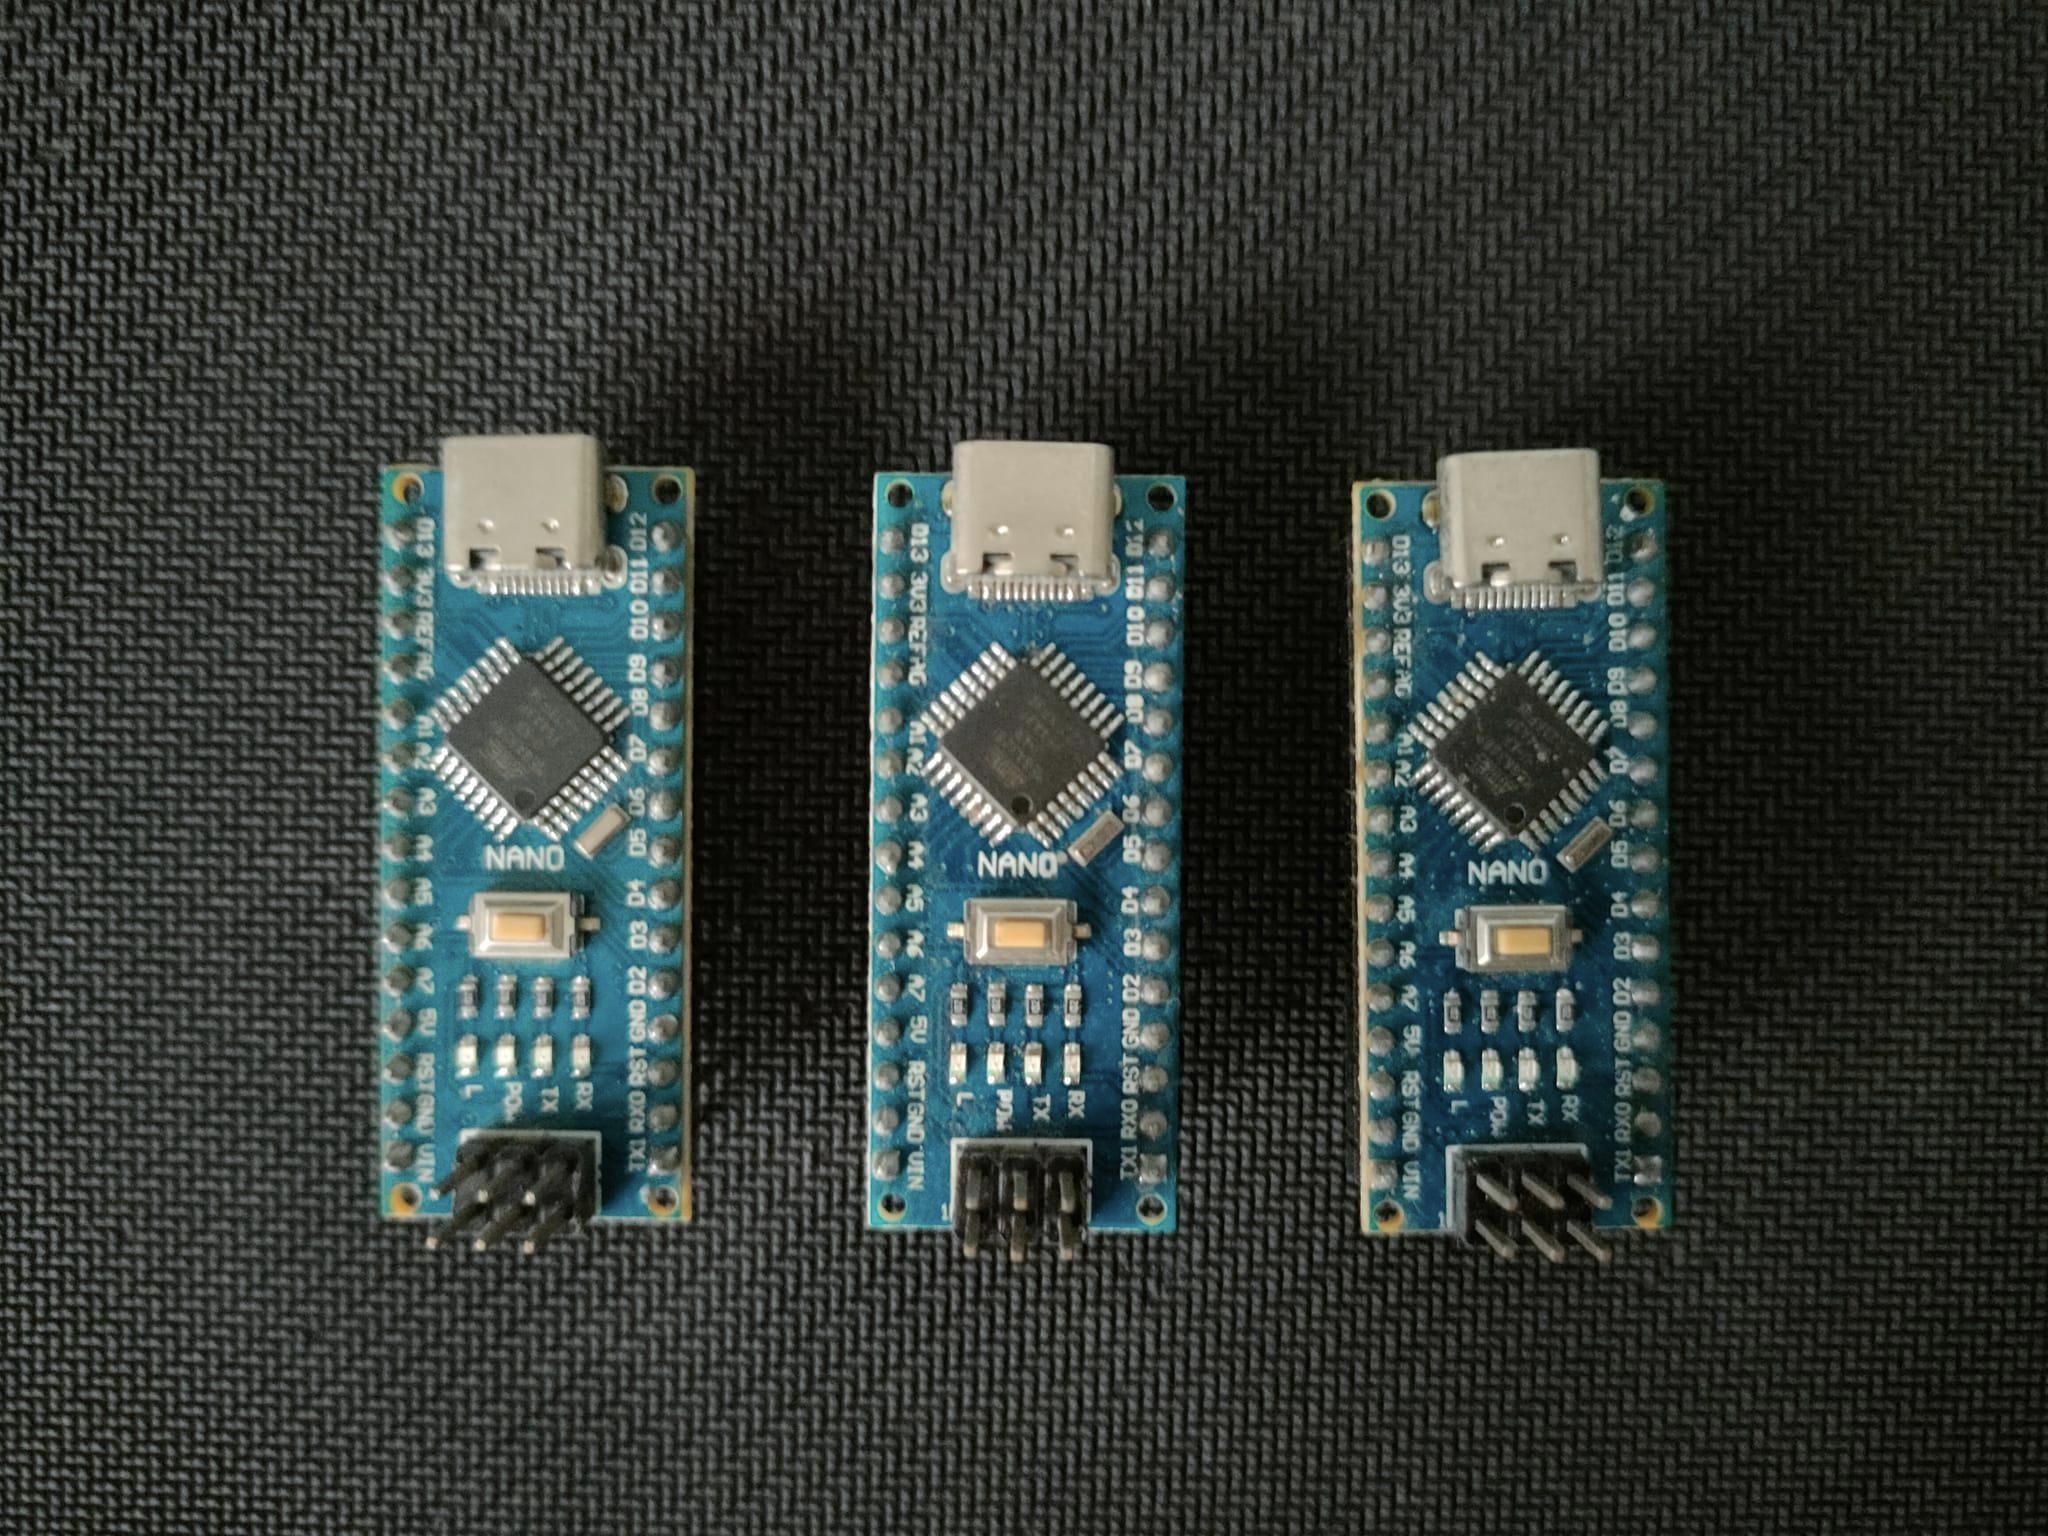 D13 3V3 REF A0 A1 A2 A3 A4 A5 A6 A7 5V RST GND VIN
D12 D11 D10 D9 D8 D7 D6 D5 D4 D3 D2 GND RST RX0 TX1
NANO
L POW TX RX
D13 3V3 REF A0 A1 A2 A3 A4 A5 A6 A7 5V RST GND VIN
D12 D11 D10 D9 D8 D7 D6 D5 D4 D3 D2 GND RST RX0 TX1
NANO
L POW TX RX
1
D13 3V3 REF A0 A1 A2 A3 A4 A5 A6 A7 5V RST GND VIN
D12 D11 D10 D9 D8 D7 D6 D5 D4 D3 D2 GND RST RX0 TX1
NANO
L POW TX RX
1